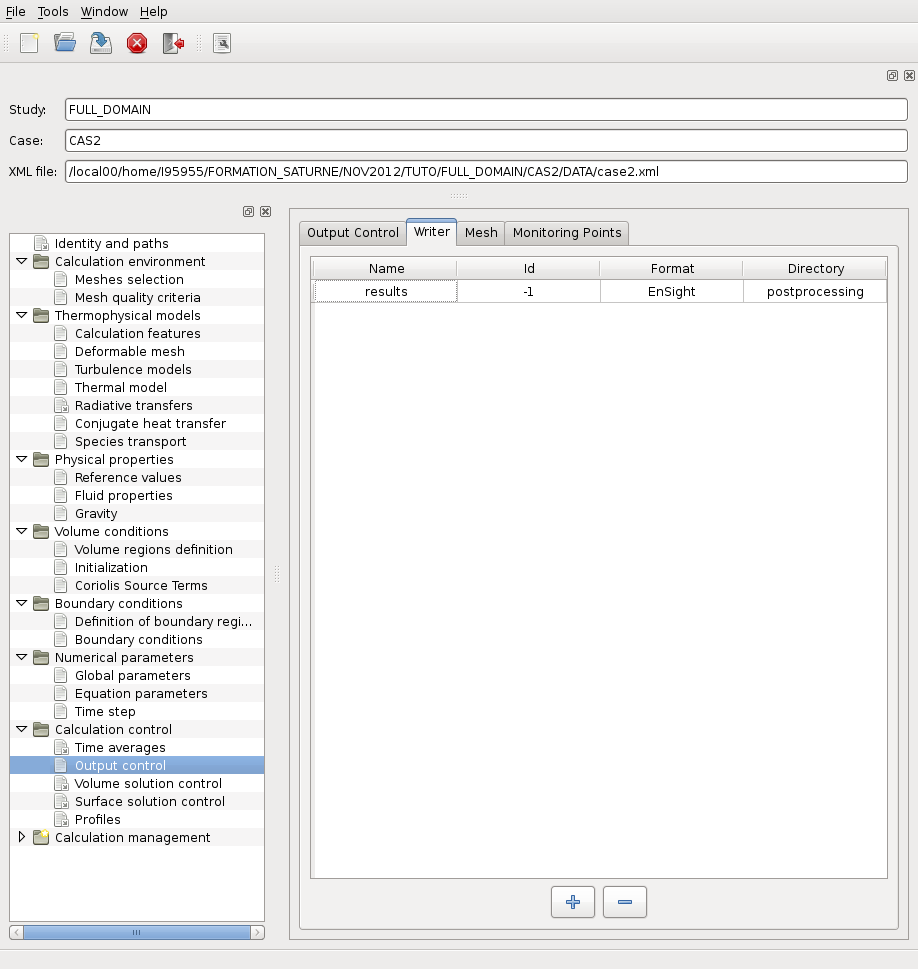 File Tools Window Help
Study: FULL_DOMAIN
Case: CAS2
XML file: /local00/home/I95955/FORMATION_SATURNE/NOV2012/TUTO/FULL_DOMAIN/CAS2/DATA/case2.xml
Identity and paths
Calculation environment
Meshes selection
Mesh quality criteria
Thermophysical models
Calculation features
Deformable mesh
Turbulence models
Thermal model
Radiative transfers
Conjugate heat transfer
Species transport
Physical properties
Reference values
Fluid properties
Gravity
Volume conditions
Volume regions definition
Initialization
Coriolis Source Terms
Boundary conditions
Definition of boundary regi...
Boundary conditions
Numerical parameters
Global parameters
Equation parameters
Time step
Calculation control
Time averages
Output control
Volume solution control
Surface solution control
Profiles
Calculation management
Output Control Writer Mesh Monitoring Points
Name Id Format Directory
results -1 EnSight postprocessing